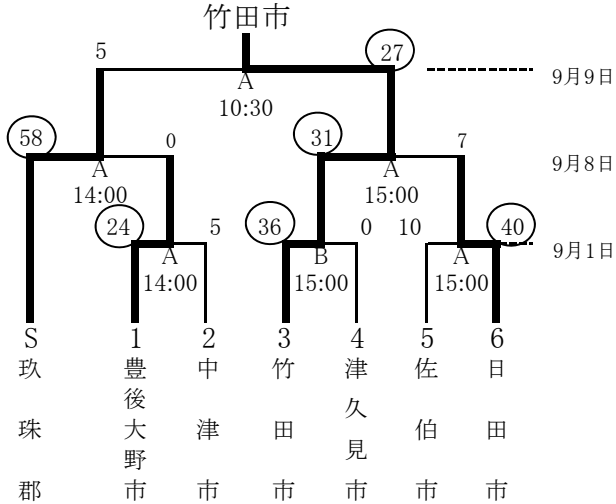 竹田市
5
27
9月9日
A
10:30
58
0
31
7
9月8日
A
14:00
A
15:00
24
5
36
0
10
40
9月1日
A
14:00
B
15:00
A
15:00
S
1
2
3
4
5
6
玖珠郡
豊後大野市
中津市
竹田市
津久見市
佐伯市
日田市